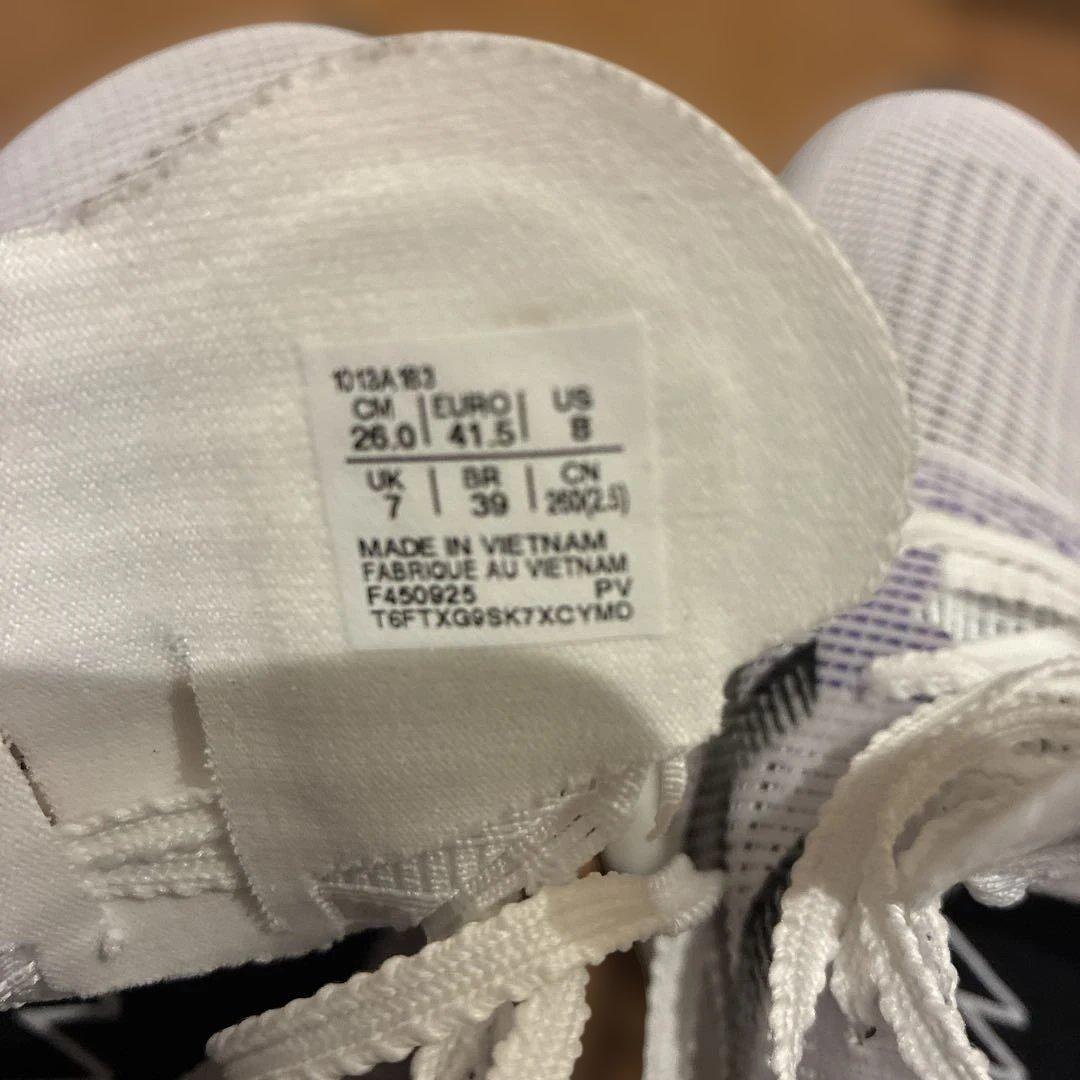 1013A183
CM | EURO | US
26.0 | 41.5 | 8
UK | BR | CN
7 | 39 | 260(2.5)
MADE IN VIETNAM
FABRIQUE AU VIETNAM
F450925 PV
T6FTXG9SK7XCYMD